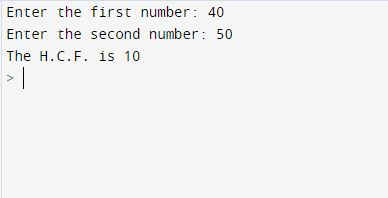 Enter the first number: 40
Enter the second number: 50
The H.C.F. is 10
>